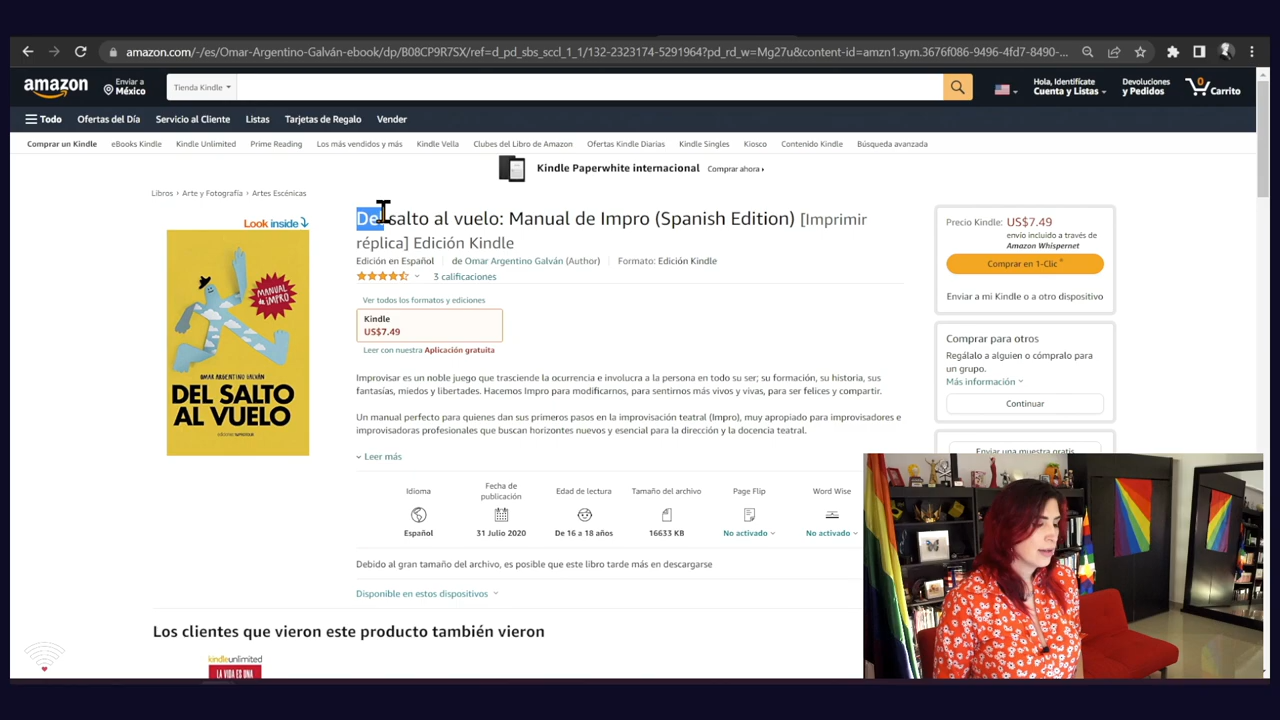 amazon.com/-/es/Omar-Argentino-Galván-ebook/dp/B08CP9R7SX/ref=d_pd_sbs_sccl_1_1/132-2323174-5291964?pd_rd_w=Mg27u&content-id=amzn1.sym.3676f086-9496-4fd7-8490-...
amazon
Enviar a
México
Tienda Kindle
Hola, Identifícate
Cuenta y Listas
Devoluciones
y Pedidos
0
Carrito
Todo
Ofertas del Día
Servicio al Cliente
Listas
Tarjetas de Regalo
Vender
Comprar un Kindle
eBooks Kindle
Kindle Unlimited
Prime Reading
Los más vendidos y más
Kindle Vella
Clubes del Libro de Amazon
Ofertas Kindle Diarias
Kindle Singles
Kiosco
Contenido Kindle
Búsqueda avanzada
Kindle Paperwhite internacional Comprar ahora ›
Libros › Arte y Fotografía › Artes Escénicas
Look inside
MANUAL
de IMPRO
OMAR ARGENTINO GALVÁN
DEL SALTO
AL VUELO
Del salto al vuelo: Manual de Impro (Spanish Edition) [Imprimir
réplica] Edición Kindle
Edición en Español | de Omar Argentino Galván (Author) | Formato: Edición Kindle
3 calificaciones
Ver todos los formatos y ediciones
Kindle
US$7.49
Leer con nuestra Aplicación gratuita
Improvisar es un noble juego que trasciende la ocurrencia e involucra a la persona en todo su ser; su formación, su historia, sus
fantasías, miedos y libertades. Hacemos Impro para modificarnos, para sentirnos más vivos y vivas, para ser felices y compartir.
Un manual perfecto para quienes dan sus primeros pasos en la improvisación teatral (Impro), muy apropiado para improvisadores e
improvisadoras profesionales que buscan horizontes nuevos y esencial para la dirección y la docencia teatral.
Leer más
Idioma
Español
Fecha de
publicación
31 Julio 2020
Edad de lectura
De 16 a 18 años
Tamaño del archivo
16633 KB
Page Flip
No activado
Word Wise
No activado
Debido al gran tamaño del archivo, es posible que este libro tarde más en descargarse
Disponible en estos dispositivos
Precio Kindle: US$7.49
envío incluido a través de
Amazon Whispernet
Comprar en 1-Clic ®
Enviar a mi Kindle o a otro dispositivo
Comprar para otros
Regálalo a alguien o cómpralo para
un grupo.
Más información
Continuar
Enviar una muestra gratis
Los clientes que vieron este producto también vieron
kindleunlimited
LA VIDA ES UNA